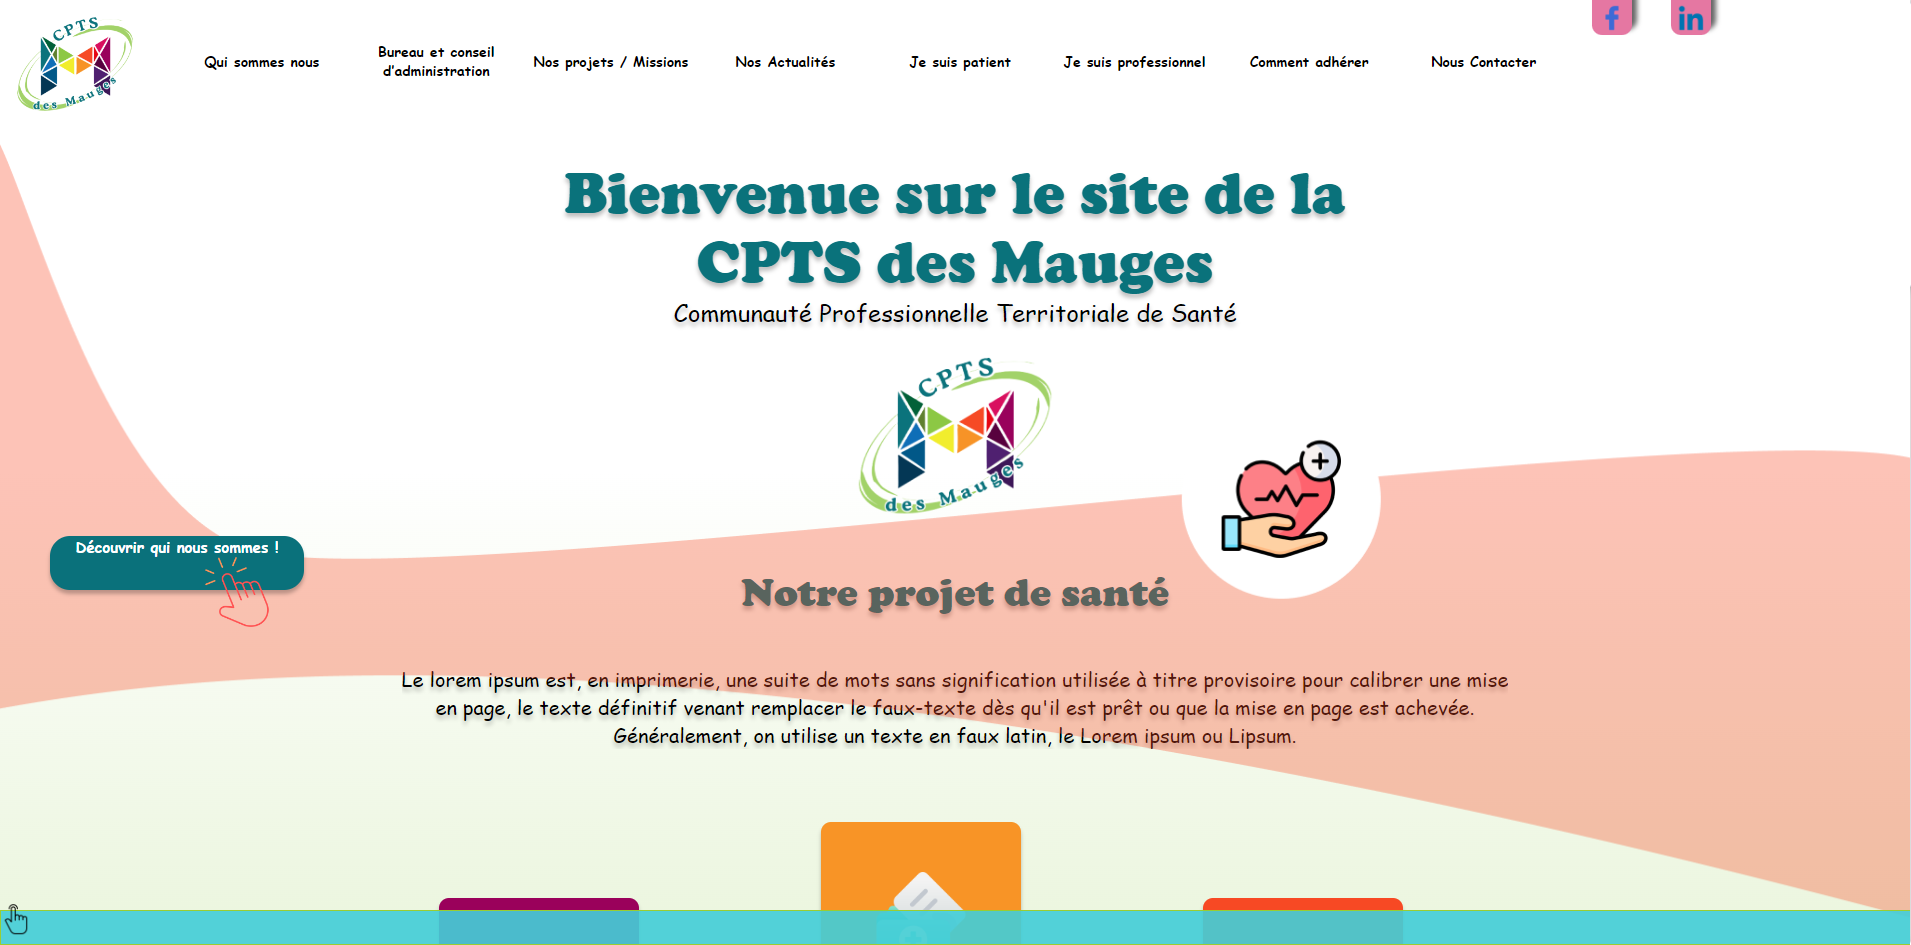 CPTS
des Mauges
Qui sommes nous
Bureau et conseil
d'administration
Nos projets / Missions
Nos Actualités
Je suis patient
Je suis professionnel
Comment adhérer
Nous Contacter
f
in
Bienvenue sur le site de la
CPTS des Mauges
Communauté Professionnelle Territoriale de Santé
CPTS
des Mauges
Découvrir qui nous sommes !
Notre projet de santé
Le lorem ipsum est, en imprimerie, une suite de mots sans signification utilisée à titre provisoire pour calibrer une mise
en page, le texte définitif venant remplacer le faux-texte dès qu'il est prêt ou que la mise en page est achevée.
Généralement, on utilise un texte en faux latin, le Lorem ipsum ou Lipsum.